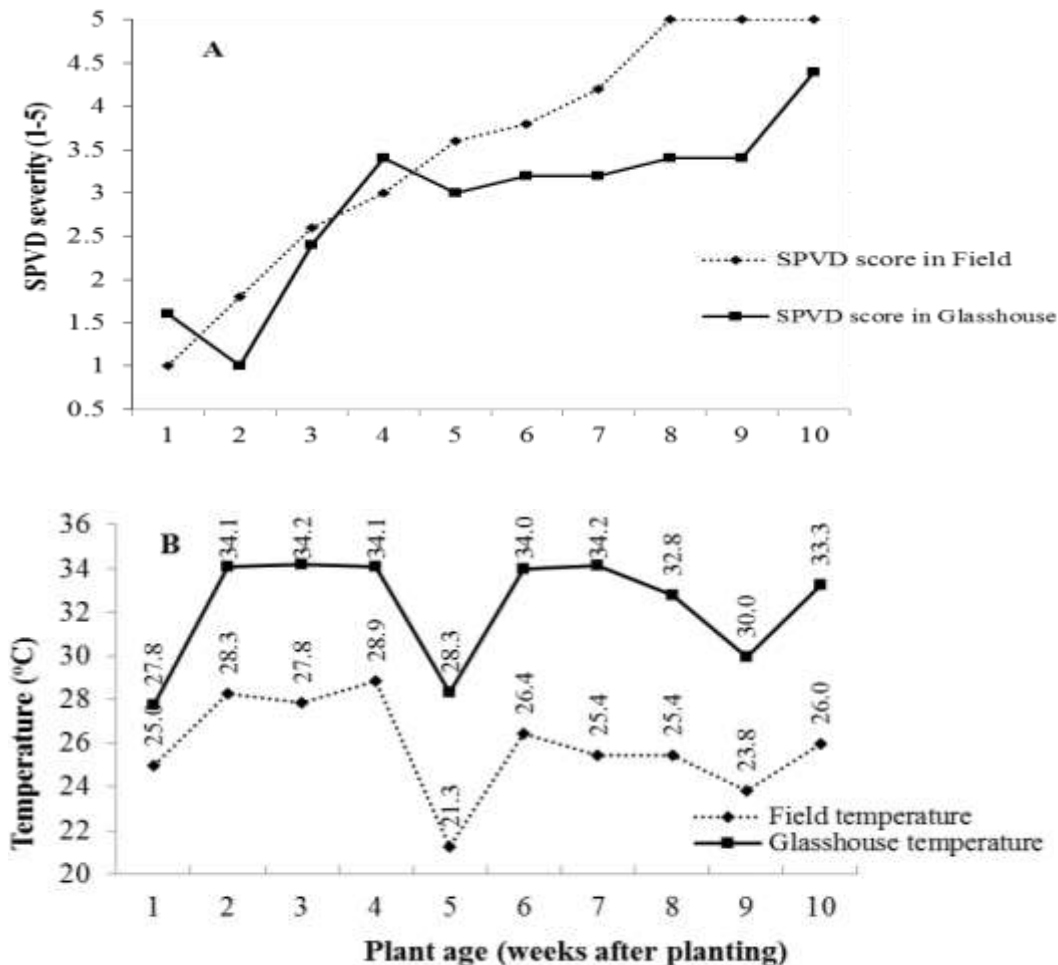 A
SPVD severity (1-5)
5
4.5
4
3.5
3
2.5
2
1.5
1
0.5
SPVD score in Field
SPVD score in Glasshouse
1 2 3 4 5 6 7 8 9 10
B
Temperature (ºC)
36
34
32
30
28
26
24
22
20
27.8 34.1 34.2 34.1 28.3 34.0 34.2 32.8 30.0 33.3
25.0 28.3 27.8 28.9 21.3 26.4 25.4 25.4 23.8 26.0
Field temperature
Glasshouse temperature
1 2 3 4 5 6 7 8 9 10
Plant age (weeks after planting)